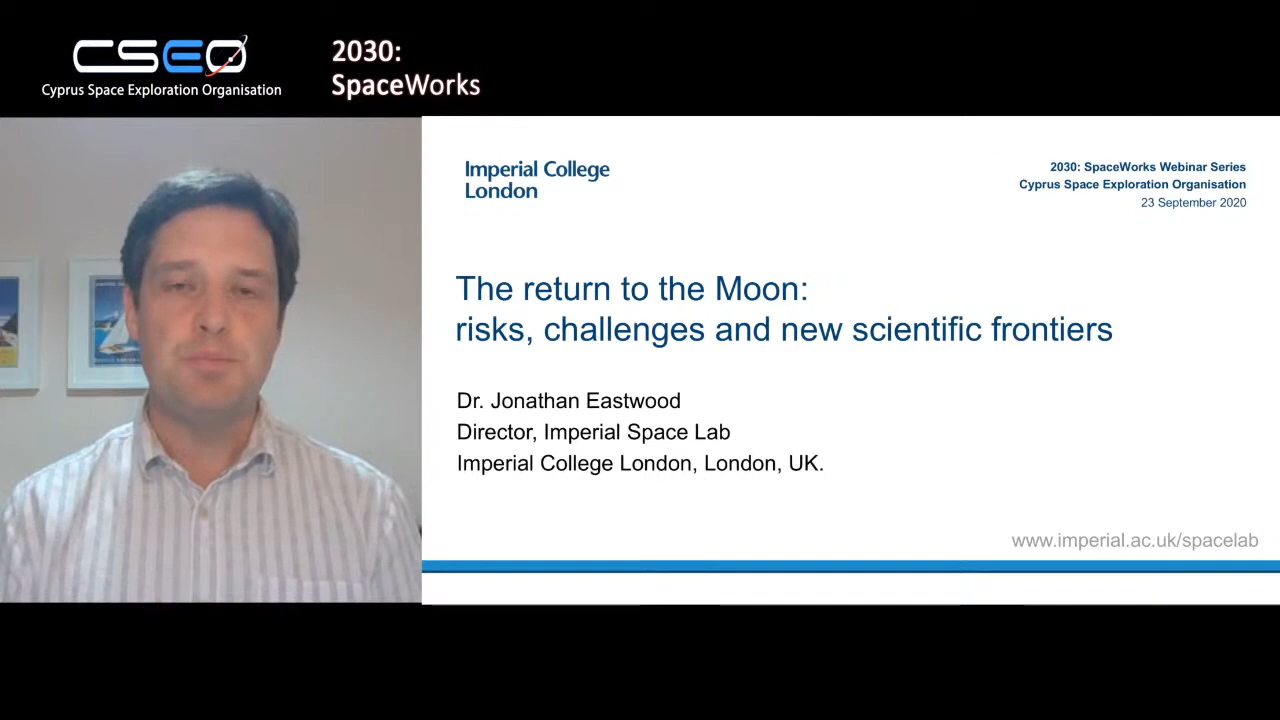 CSEO
Cyprus Space Exploration Organisation
2030:
SpaceWorks
Imperial College
London
2030: SpaceWorks Webinar Series
Cyprus Space Exploration Organisation
23 September 2020
The return to the Moon:
risks, challenges and new scientific frontiers
Dr. Jonathan Eastwood
Director, Imperial Space Lab
Imperial College London, London, UK.
www.imperial.ac.uk/spacelab